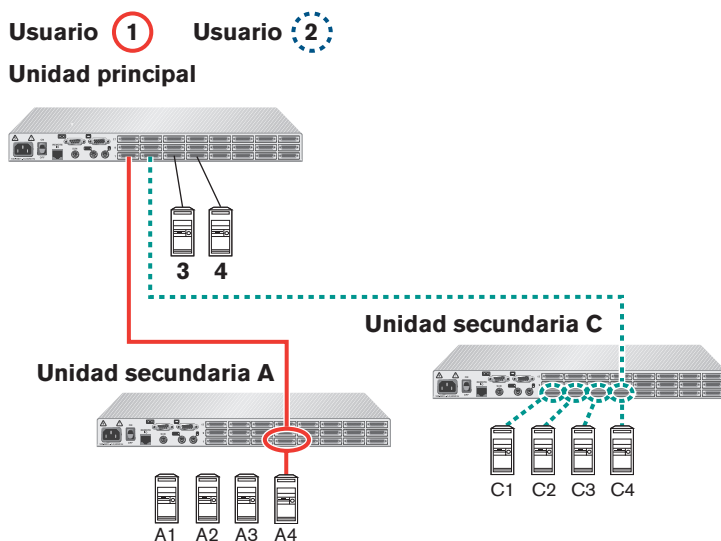 Usuario 1 Usuario 2
Unidad principal
3 4
Unidad secundaria C
Unidad secundaria A
C1 C2 C3 C4
A1 A2 A3 A4